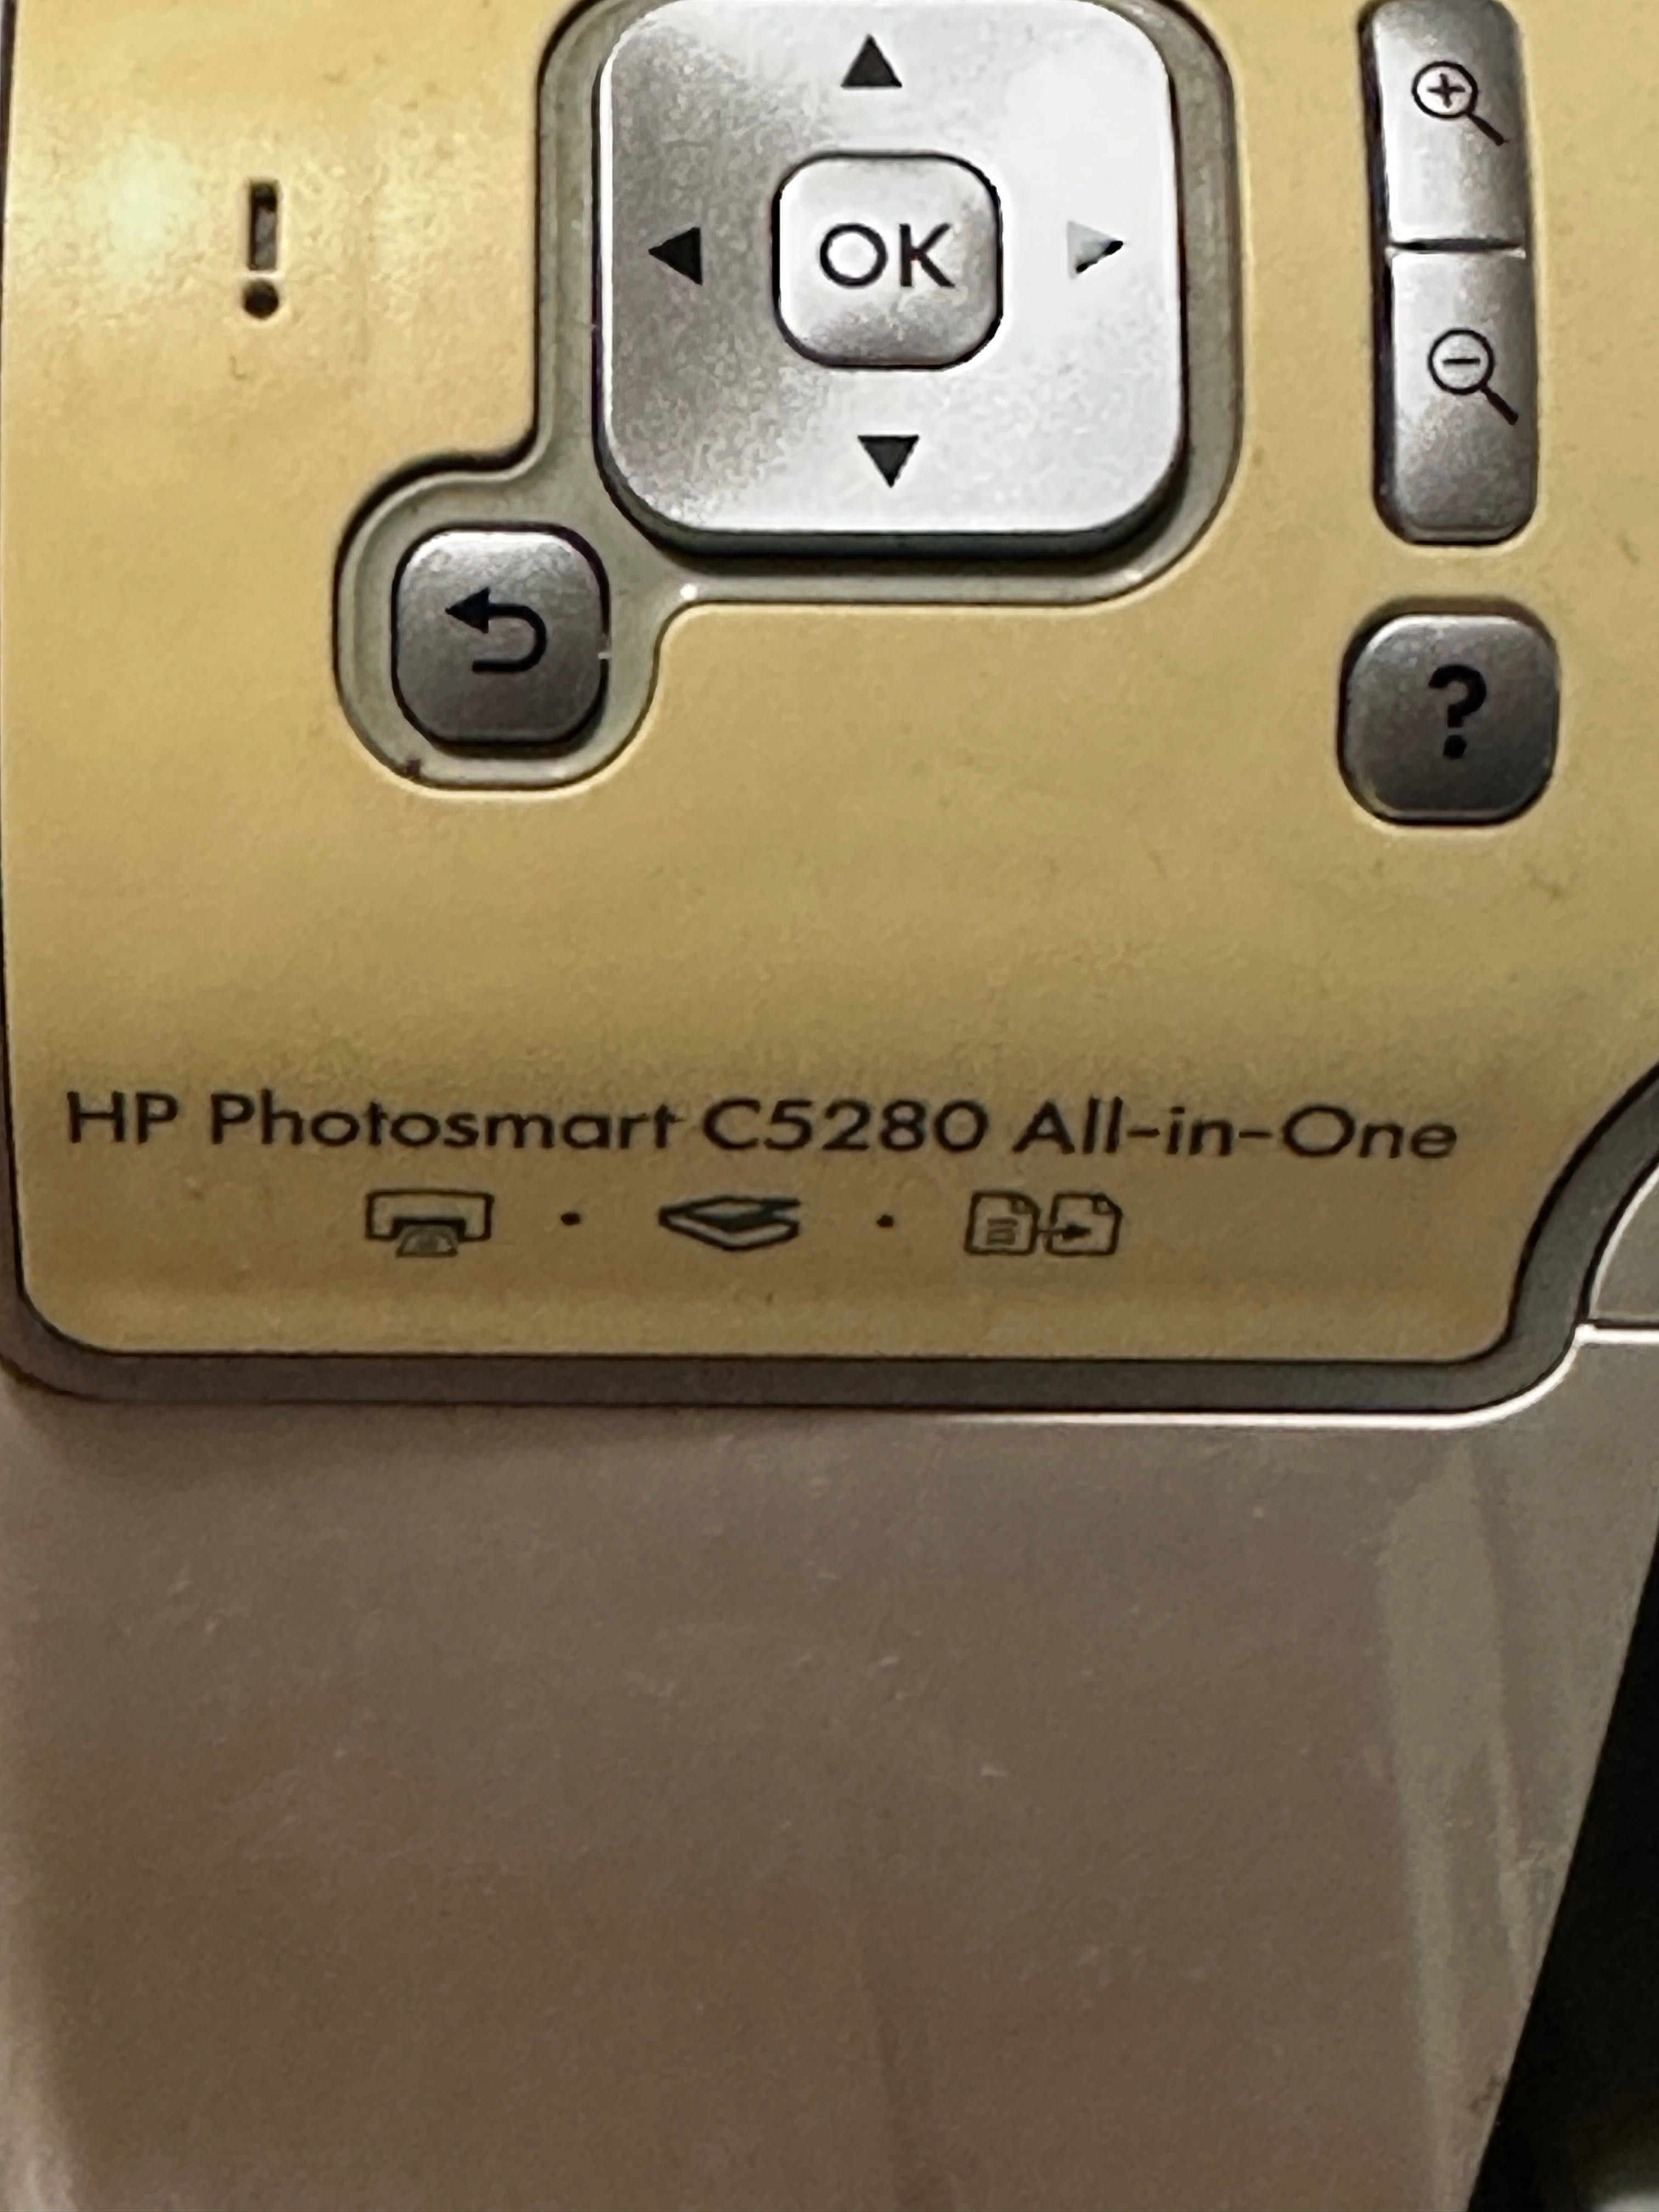 !
OK
?
HP Photosmart C5280 All-in-One